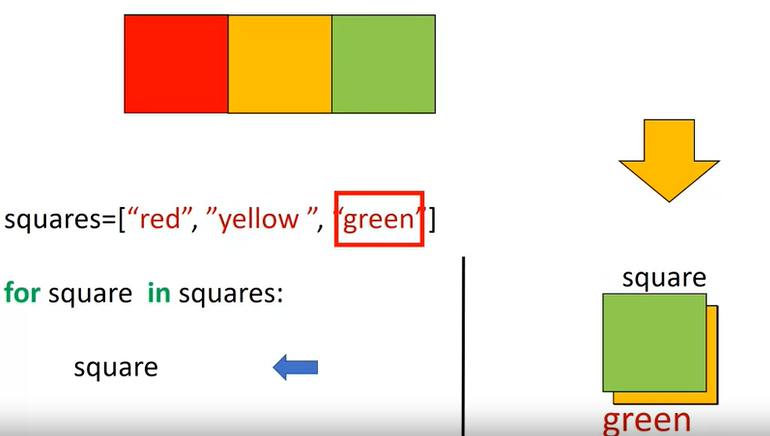 squares=[“red”, ”yellow ”, “green”]
for square in squares:
square
square
green